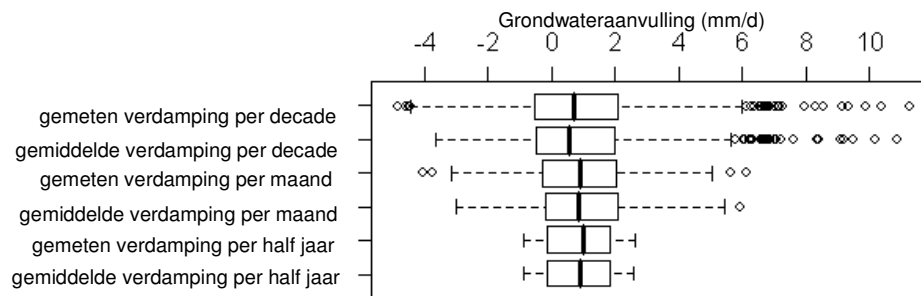 Grondwateraanvulling (mm/d)
-4 -2 0 2 4 6 8 10
gemeten verdamping per decade
gemiddelde verdamping per decade
gemeten verdamping per maand
gemiddelde verdamping per maand
gemeten verdamping per half jaar
gemiddelde verdamping per half jaar